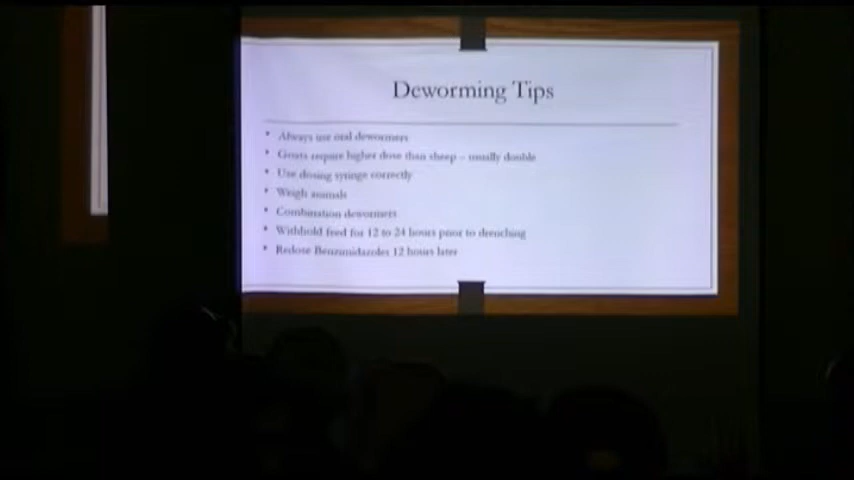 Deworming Tips
• Always use oral dewormers
• Goats require higher dose than sheep – usually double
• Use dosing syringe correctly
• Weigh animals
• Combination dewormers
• Withhold feed for 12 to 24 hours prior to drenching
• Redose Benzimidazoles 12 hours later